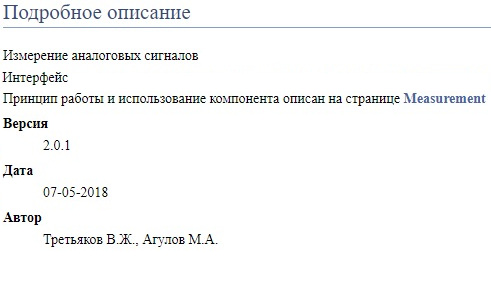 Подробное описание
Измерение аналоговых сигналов
Интерфейс
Принцип работы и использование компонента описан на странице Measurement
Версия
2.0.1
Дата
07-05-2018
Автор
Третьяков В.Ж., Агулов М.А.